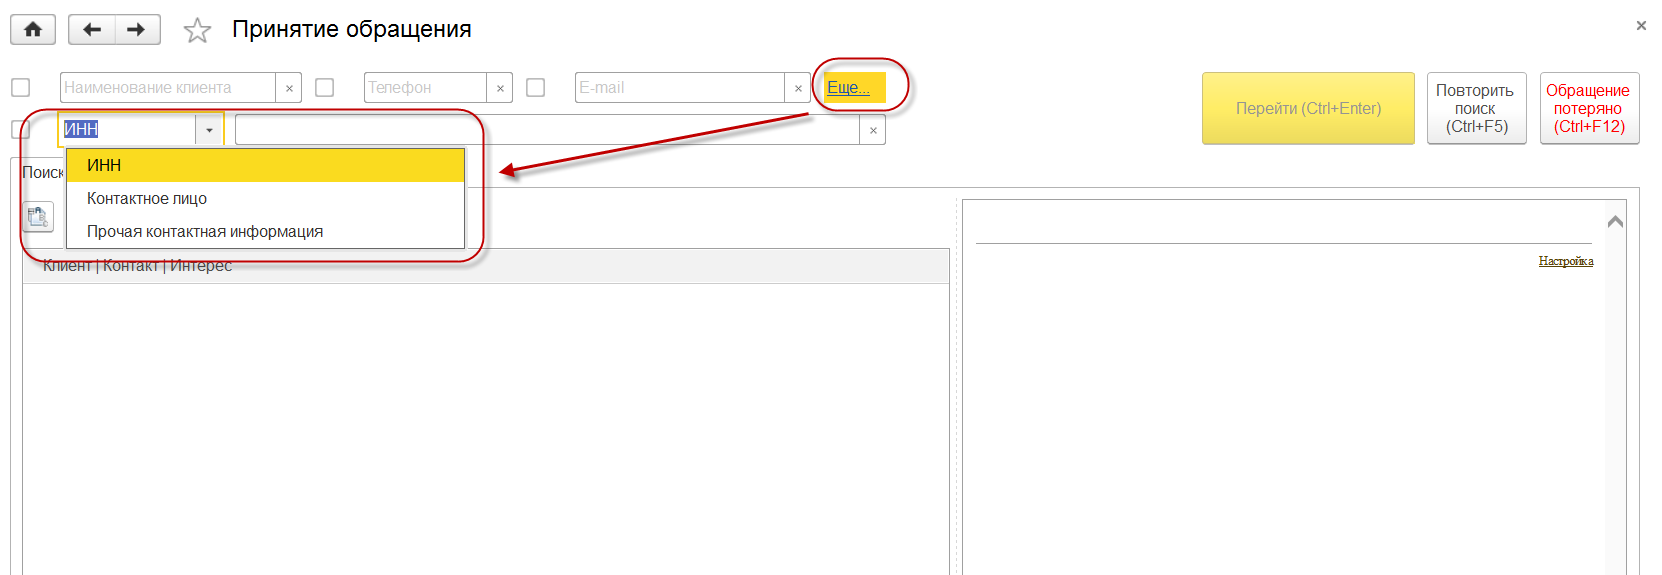 Принятие обращения
Наименование клиента
Телефон
E-mail
Еще...
Перейти (Ctrl+Enter)
Повторить
поиск
(Ctrl+F5)
Обращение
потеряно
(Ctrl+F12)
ИНН
ИНН
Контактное лицо
Прочая контактная информация
Поиск
Клиент | Контакт | Интерес
Настройка